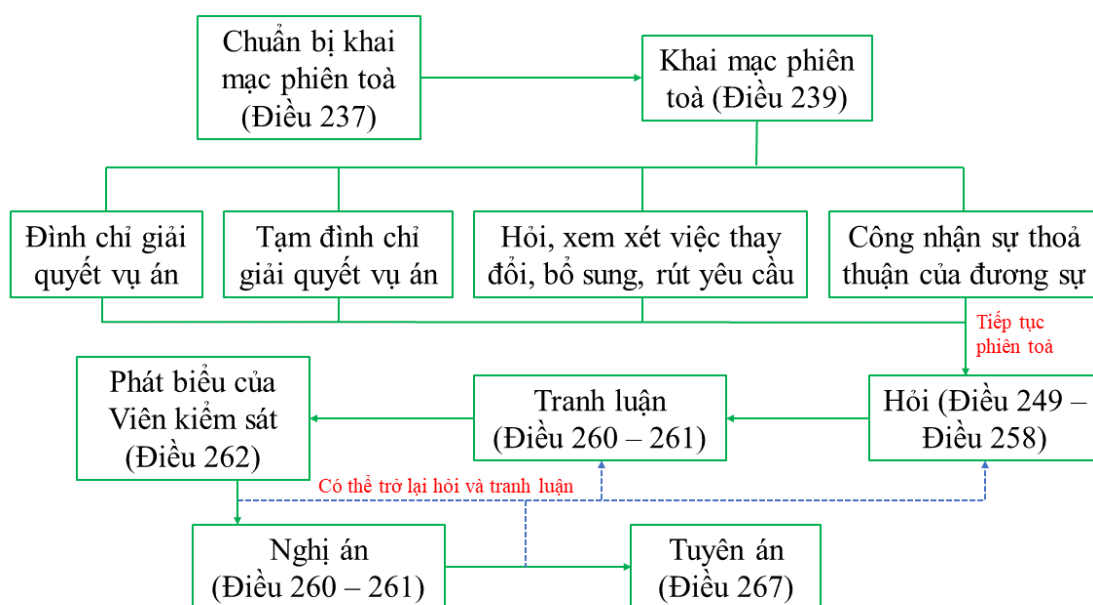 Chuẩn bị khai
mạc phiên toà
(Điều 237)
Khai mạc phiên
toà (Điều 239)
Đình chỉ giải
quyết vụ án
Tạm đình chỉ
giải quyết vụ án
Hỏi, xem xét việc thay
đổi, bổ sung, rút yêu cầu
Công nhận sự thoả
thuận của đương sự
Tiếp tục
phiên toà
Phát biểu của
Viên kiểm sát
(Điều 262)
Tranh luận
(Điều 260 – 261)
Hỏi (Điều 249 –
Điều 258)
Có thể trở lại hỏi và tranh luận
Nghị án
(Điều 260 – 261)
Tuyên án
(Điều 267)